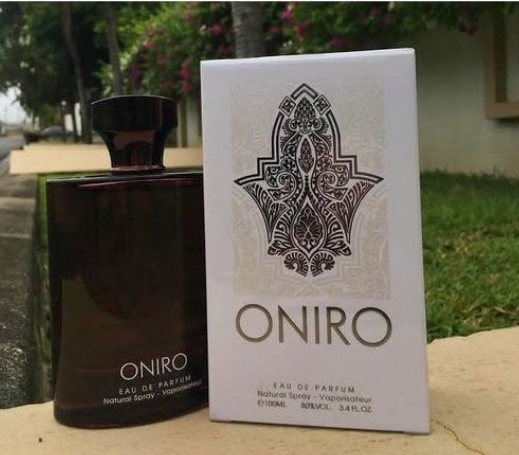 ONIRO
EAU DE PARFUM
Natural Spray - Vaporisateur
ONIRO
EAU DE PARFUM
Natural Spray - Vaporisateur
℮100ML 80%VOL. 3.4 FL.OZ.